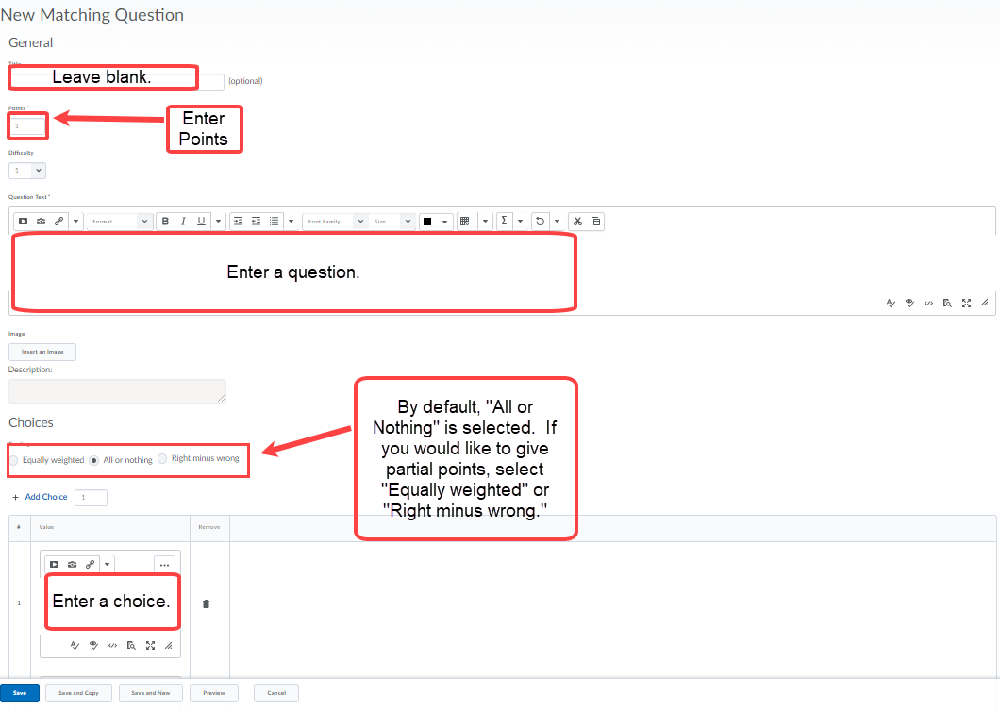 New Matching Question
General
Title
Leave blank.
(optional)
Points *
1
Enter
Points
Difficulty
1
Question Text *
Format
B I U
Font Family
Size
Σ
Enter a question.
Image
Insert an Image
Description:
By default, "All or
Nothing" is selected.  If
you would like to give
partial points, select
"Equally weighted" or
"Right minus wrong."
Choices
Equally weighted
All or nothing
Right minus wrong
+ Add Choice
1
#
Value
Remove
1
Enter a choice.
Save
Save and Copy
Save and New
Preview
Cancel